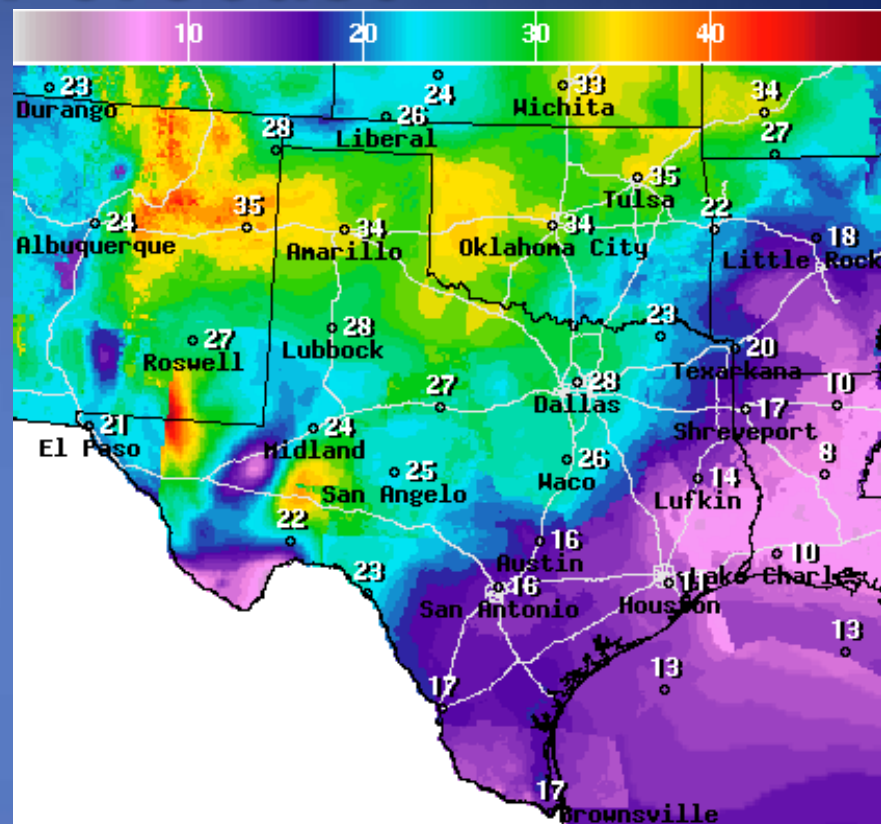 10 20 30 40
23
Durango
24
26
Liberal
33
Wichita
34
27
28
35
Tulsa
24
Albuquerque
35
34
Amarillo
34
Oklahoma City
22
18
Little Rock
27
Roswell
28
Lubbock
23
20
Texarkana
28
Dallas
27
17
Shreveport
10
21
El Paso
24
Midland
25
San Angelo
26
Waco
14
Lufkin
8
22
16
Austin
23
16
San Antonio
11
Houston
10
Lake Charles
13
13
17
17
Brownsville